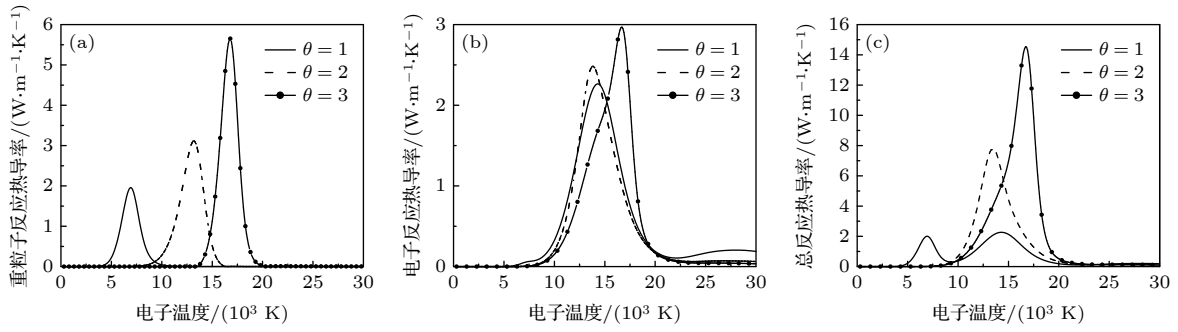 重粒子反应热导率/(W·m⁻¹·K⁻¹)
6
5
4
3
2
1
0
(a)
θ = 1
θ = 2
θ = 3
0 5 10 15 20 25 30
电子温度/(10³ K)
电子反应热导率/(W·m⁻¹·K⁻¹)
3
2
1
0
(b)
θ = 1
θ = 2
θ = 3
0 5 10 15 20 25 30
电子温度/(10³ K)
总反应热导率/(W·m⁻¹·K⁻¹)
16
14
12
10
8
6
4
2
0
(c)
θ = 1
θ = 2
θ = 3
0 5 10 15 20 25 30
电子温度/(10³ K)